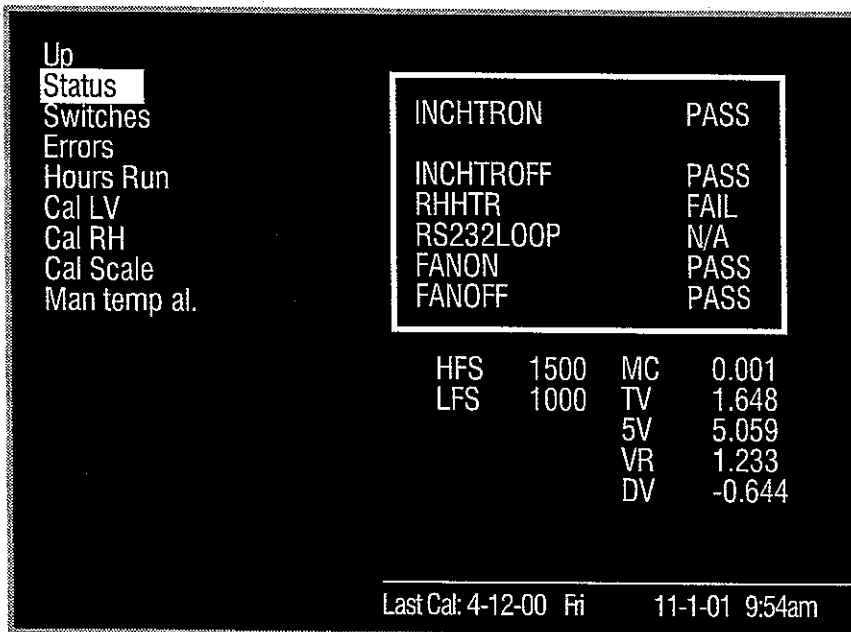 Up
Status
Switches
Errors
Hours Run
Cal LV
Cal RH
Cal Scale
Man temp al.
INCHTRON PASS
INCHTROFF PASS
RHHTR FAIL
RS232LOOP N/A
FANON PASS
FANOFF PASS
HFS 1500 MC 0.001
LFS 1000 TV 1.648
5V 5.059
VR 1.233
DV -0.644
Last Cal: 4-12-00 Fri 11-1-01 9:54am